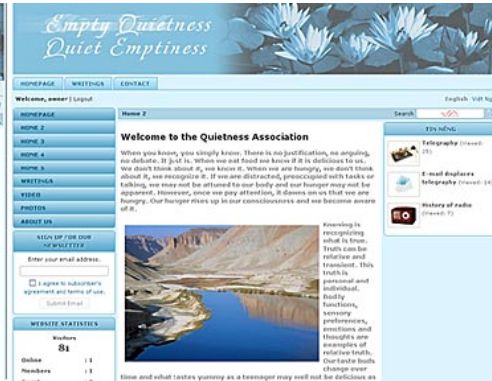 Empty Quietness
Quiet Emptiness
HOMEPAGE WRITINGS CONTACT
Welcome, owner | Logout
English Việt Ng
HOMEPAGE
HOME 2
HOME 3
HOME 4
HOME 5
WRITINGS
VIDEO
PHOTOS
ABOUT US
SIGN UP FOR OUR
NEWSLETTER
Enter your email address.
I agree to subscriber's
agreement and terms of use.
Submit Email
WEBSITE STATISTICS
Visitors
81
Online : 1
Members : 1
Home 2
Search
Welcome to the Quietness Association
When you know, you simply know. There is no justification, no arguing,
no debate. It just is. When we eat food we know if it is delicious to us.
We don't think about it, we know it. When we are hungry, we don't think
about it, we recognize it. If we are distracted, preoccupied with tasks or
talking, we may not be attuned to our body and our hunger may not be
apparent. However, once we pay attention, it dawns on us that we are
hungry. Our hunger rises up in our consciousness and we become aware
of it.
Knowing is
recognizing
what is true.
Truth can be
relative and
transient. This
truth is
personal and
individual.
Bodily
functions,
sensory
preferences,
emotions and
thoughts are
examples of
relative truth.
Our taste buds
change over
time and what tastes yummy as a teenager may well not be delicious as
TIN NÓNG
Telegraphy (Viewed:
E-mail displaces
telegraphy (Viewed:
History of radio
(Viewed: 7)